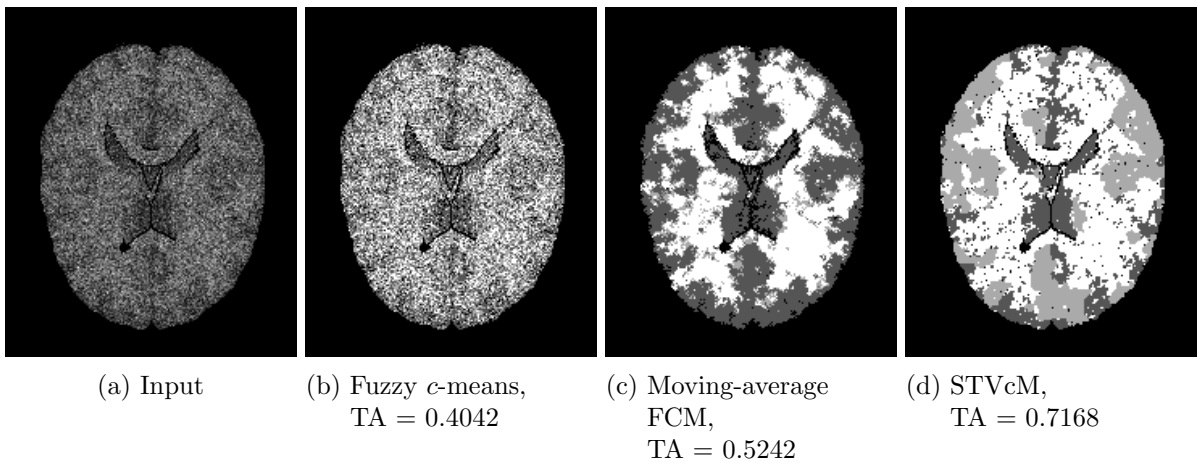 (a) Input
(b) Fuzzy c-means,
TA = 0.4042
(c) Moving-average
FCM,
TA = 0.5242
(d) STVcM,
TA = 0.7168